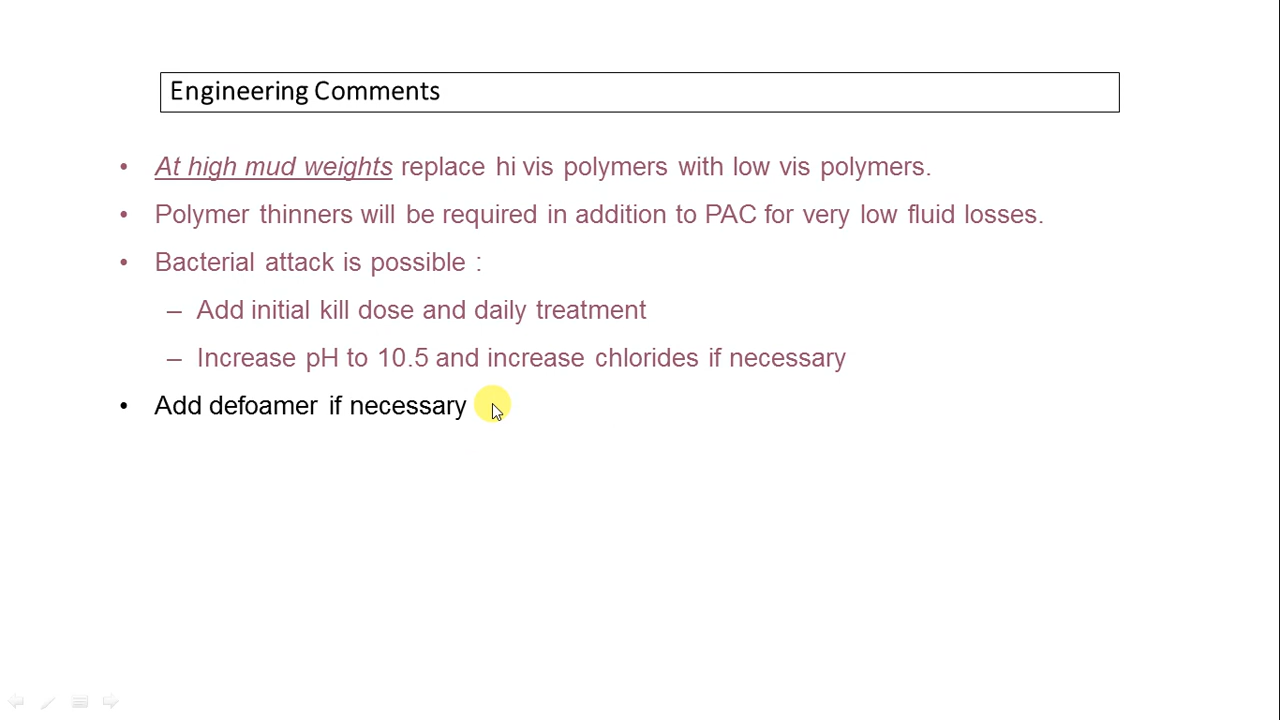 Engineering Comments
• At high mud weights replace hi vis polymers with low vis polymers.
• Polymer thinners will be required in addition to PAC for very low fluid losses.
• Bacterial attack is possible :
– Add initial kill dose and daily treatment
– Increase pH to 10.5 and increase chlorides if necessary
• Add defoamer if necessary